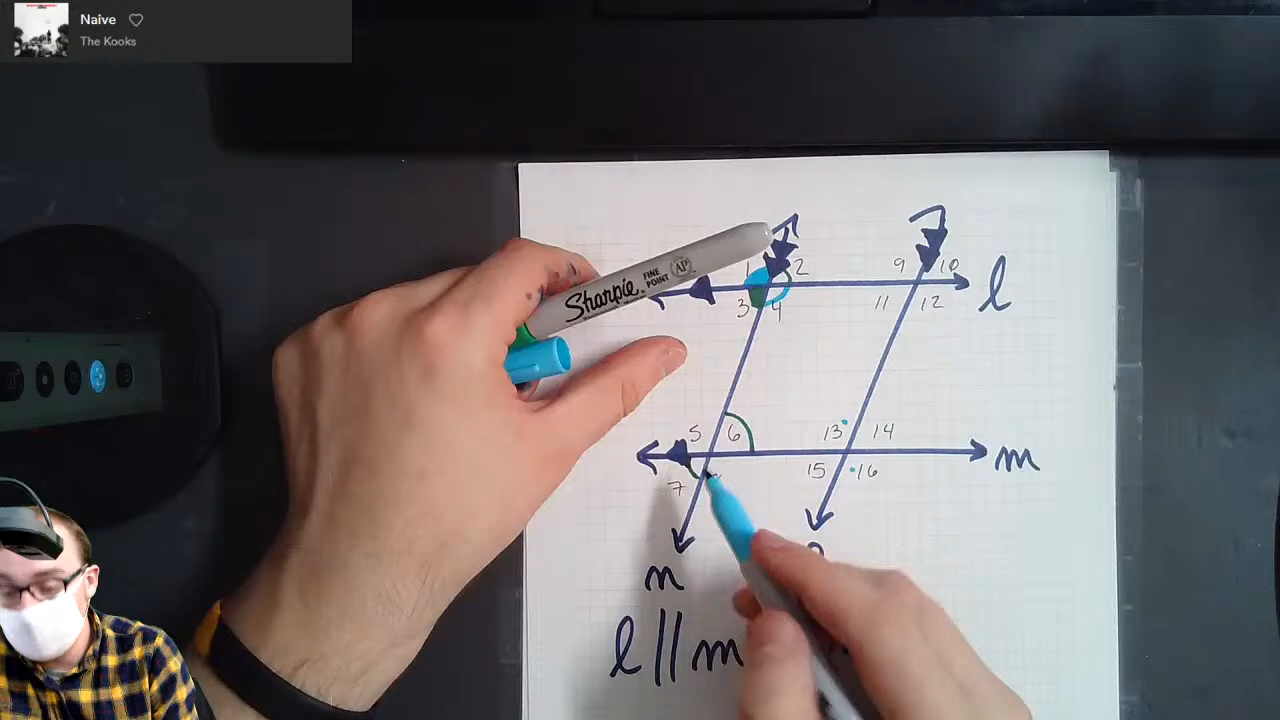 Naive
The Kooks
Sharpie
FINE POINT
AP
1 2 9 10
3 4 11 12 l
5 6 13 14
7 15 16 m
n
l || m